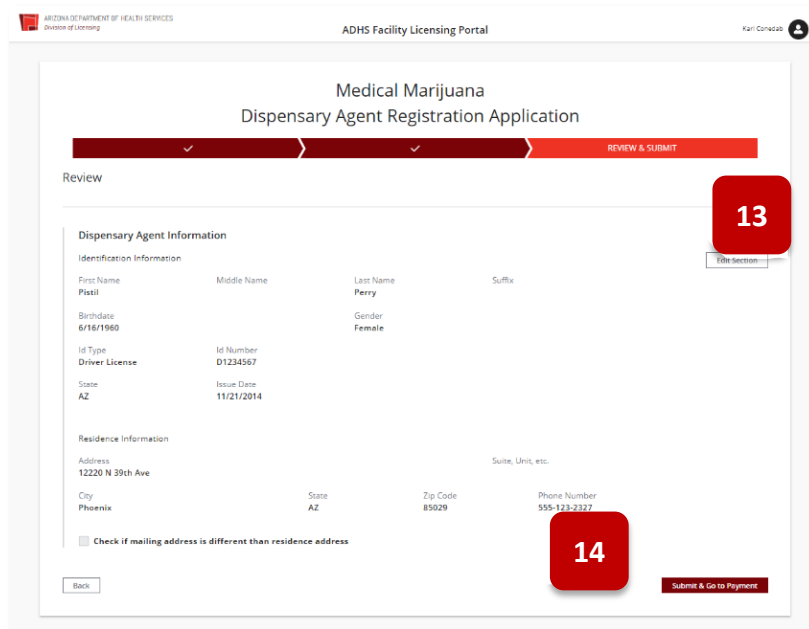 ARIZONA DEPARTMENT OF HEALTH SERVICES
Division of Licensing
ADHS Facility Licensing Portal
Kari Conedab
Medical Marijuana
Dispensary Agent Registration Application
REVIEW & SUBMIT
Review
13
Dispensary Agent Information
Edit Section
Identification Information
First Name Middle Name Last Name Suffix
Pistil Perry
Birthdate Gender
6/16/1960 Female
Id Type Id Number
Driver License D1234567
State Issue Date
AZ 11/21/2014
Residence Information
Address Suite, Unit, etc.
12220 N 39th Ave
City State Zip Code Phone Number
Phoenix AZ 85029 555-123-2327
Check if mailing address is different than residence address
14
Back Submit & Go to Payment